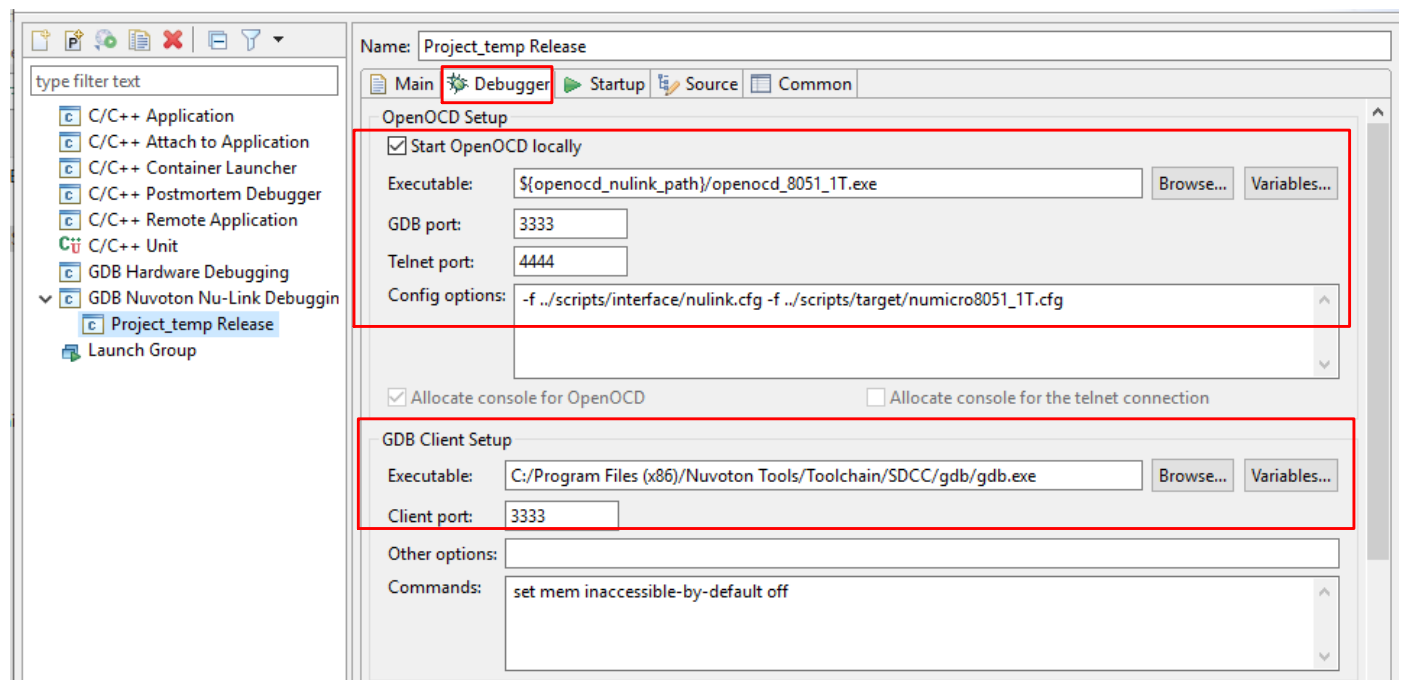 Name: Project_temp Release
type filter text
Main Debugger Startup Source Common
C/C++ Application
C/C++ Attach to Application
C/C++ Container Launcher
C/C++ Postmortem Debugger
C/C++ Remote Application
C/C++ Unit
GDB Hardware Debugging
GDB Nuvoton Nu-Link Debuggin
Project_temp Release
Launch Group
OpenOCD Setup
Start OpenOCD locally
Executable: ${openocd_nulink_path}/openocd_8051_1T.exe Browse... Variables...
GDB port: 3333
Telnet port: 4444
Config options: -f ../scripts/interface/nulink.cfg -f ../scripts/target/numicro8051_1T.cfg
Allocate console for OpenOCD Allocate console for the telnet connection
GDB Client Setup
Executable: C:/Program Files (x86)/Nuvoton Tools/Toolchain/SDCC/gdb/gdb.exe Browse... Variables...
Client port: 3333
Other options:
Commands: set mem inaccessible-by-default off